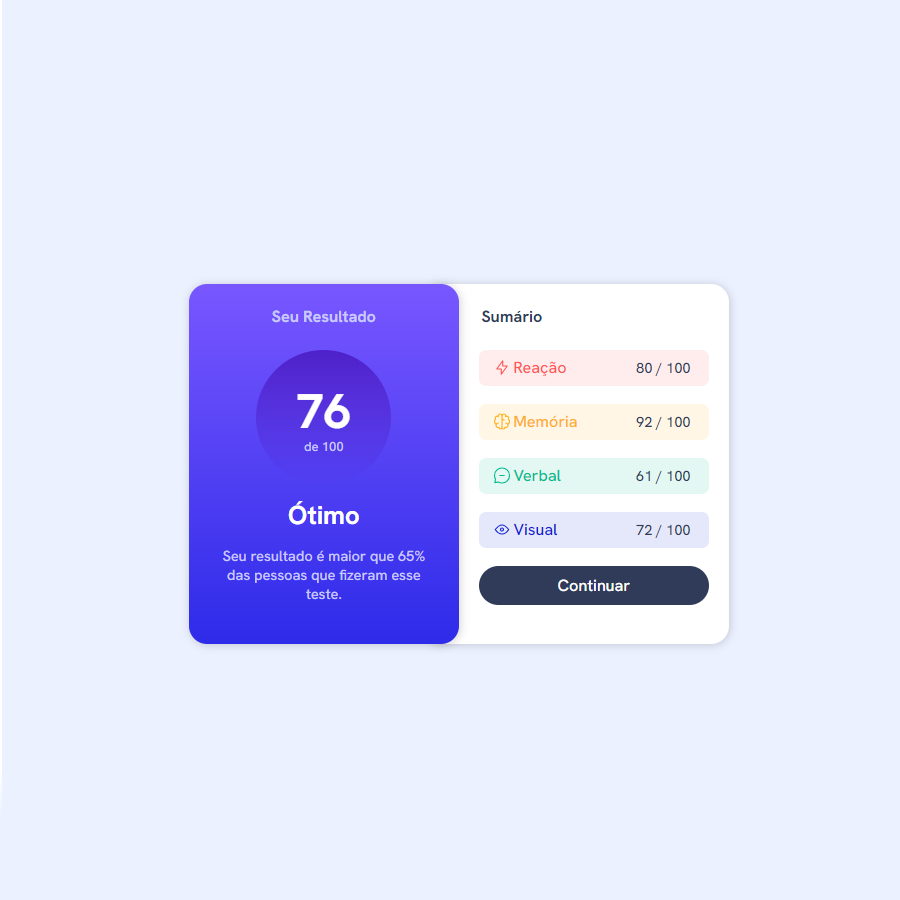 Seu Resultado
76
de 100
Ótimo
Seu resultado é maior que 65%
das pessoas que fizeram esse
teste.
Sumário
Reação 80 / 100
Memória 92 / 100
Verbal 61 / 100
Visual 72 / 100
Continuar